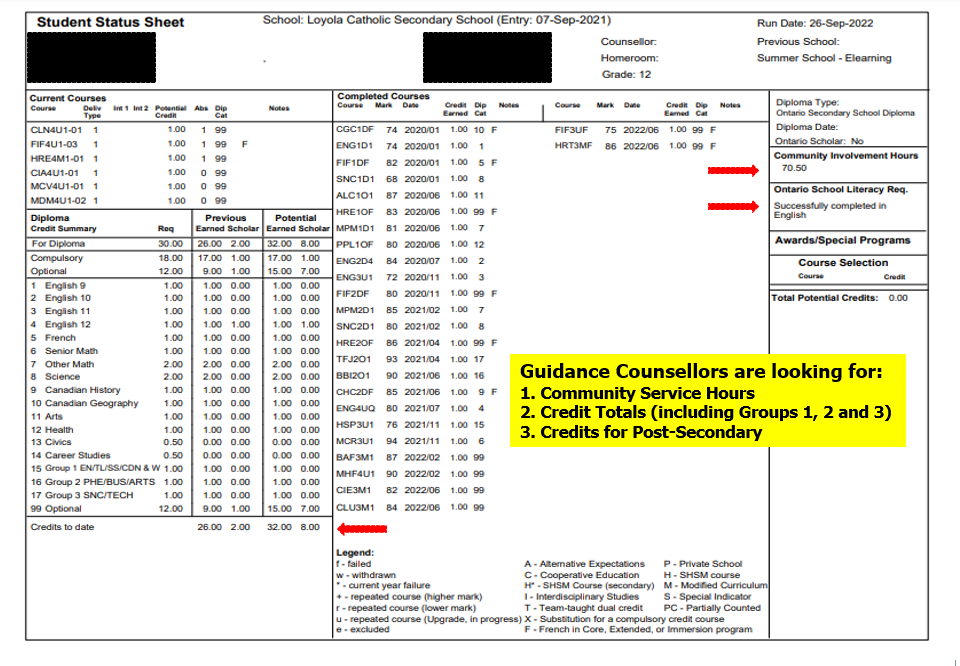 Student Status Sheet
School: Loyola Catholic Secondary School (Entry: 07-Sep-2021)
Run Date: 26-Sep-2022
Counsellor:
Previous School:
Homeroom:
Summer School - Elearning
Grade: 12
Current Courses
Course Deliv Type Int 1 Int 2 Potential Credit Abs Dip Cat Notes
CLN4U1-01 1 1.00 1 99
FIF4U1-03 1 1.00 1 99 F
HRE4M1-01 1 1.00 1 99
CIA4U1-01 1 1.00 0 99
MCV4U1-01 1 1.00 0 99
MDM4U1-02 1 1.00 0 99
Diploma Credit Summary Req Previous Earned Scholar Potential Earned Scholar
For Diploma 30.00 26.00 2.00 32.00 8.00
Compulsory 18.00 17.00 1.00 17.00 1.00
Optional 12.00 9.00 1.00 15.00 7.00
1 English 9 1.00 1.00 0.00 1.00 0.00
2 English 10 1.00 1.00 0.00 1.00 0.00
3 English 11 1.00 1.00 0.00 1.00 0.00
4 English 12 1.00 1.00 1.00 1.00 1.00
5 French 1.00 1.00 0.00 1.00 0.00
6 Senior Math 1.00 1.00 0.00 1.00 0.00
7 Other Math 2.00 2.00 0.00 2.00 0.00
8 Science 2.00 2.00 0.00 2.00 0.00
9 Canadian History 1.00 1.00 0.00 1.00 0.00
10 Canadian Geography 1.00 1.00 0.00 1.00 0.00
11 Arts 1.00 1.00 0.00 1.00 0.00
12 Health 1.00 1.00 0.00 1.00 0.00
13 Civics 0.50 0.00 0.00 0.00 0.00
14 Career Studies 0.50 0.00 0.00 0.00 0.00
15 Group 1 EN/TL/SS/CDN & W 1.00 1.00 0.00 1.00 0.00
16 Group 2 PHE/BUS/ARTS 1.00 1.00 0.00 1.00 0.00
17 Group 3 SNC/TECH 1.00 1.00 0.00 1.00 0.00
99 Optional 12.00 9.00 1.00 15.00 7.00
Credits to date 26.00 2.00 32.00 8.00
Completed Courses
Course Mark Date Credit Earned Dip Cat Notes
CGC1DF 74 2020/01 1.00 10 F
ENG1D1 74 2020/01 1.00 1
FIF1DF 82 2020/01 1.00 5 F
SNC1D1 68 2020/01 1.00 8
ALC1O1 87 2020/06 1.00 11
HRE1OF 83 2020/06 1.00 99 F
MPM1D1 81 2020/06 1.00 7
PPL1OF 80 2020/06 1.00 12
ENG2D4 84 2020/07 1.00 2
ENG3U1 72 2020/11 1.00 3
FIF2DF 80 2020/11 1.00 99 F
MPM2D1 85 2021/02 1.00 7
SNC2D1 80 2021/02 1.00 8
HRE2OF 86 2021/04 1.00 99 F
TFJ2O1 93 2021/04 1.00 17
BBI2O1 90 2021/06 1.00 16
CHC2DF 85 2021/06 1.00 9 F
ENG4UQ 80 2021/07 1.00 4
HSP3U1 76 2021/11 1.00 15
MCR3U1 94 2021/11 1.00 6
BAF3M1 87 2022/02 1.00 99
MHF4U1 90 2022/02 1.00 99
CIE3M1 82 2022/06 1.00 99
CLU3M1 84 2022/06 1.00 99
Course Mark Date Credit Earned Dip Cat Notes
FIF3UF 75 2022/06 1.00 99 F
HRT3MF 86 2022/06 1.00 99 F
Guidance Counsellors are looking for:
1. Community Service Hours
2. Credit Totals (including Groups 1, 2 and 3)
3. Credits for Post-Secondary
Legend:
f - failed
w - withdrawn
* - current year failure
+ - repeated course (higher mark)
r - repeated course (lower mark)
u - repeated course (Upgrade, in progress)
e - excluded
A - Alternative Expectations
C - Cooperative Education
H* - SHSM Course (secondary)
I - Interdisciplinary Studies
T - Team-taught dual credit
X - Substitution for a compulsory credit course
F - French in Core, Extended, or Immersion program
P - Private School
H - SHSM course
M - Modified Curriculum
S - Special Indicator
PC - Partially Counted
Diploma Type:
Ontario Secondary School Diploma
Diploma Date:
Ontario Scholar: No
Community Involvement Hours
70.50
Ontario School Literacy Req.
Successfully completed in
English
Awards/Special Programs
Course Selection
Course Credit
Total Potential Credits: 0.00